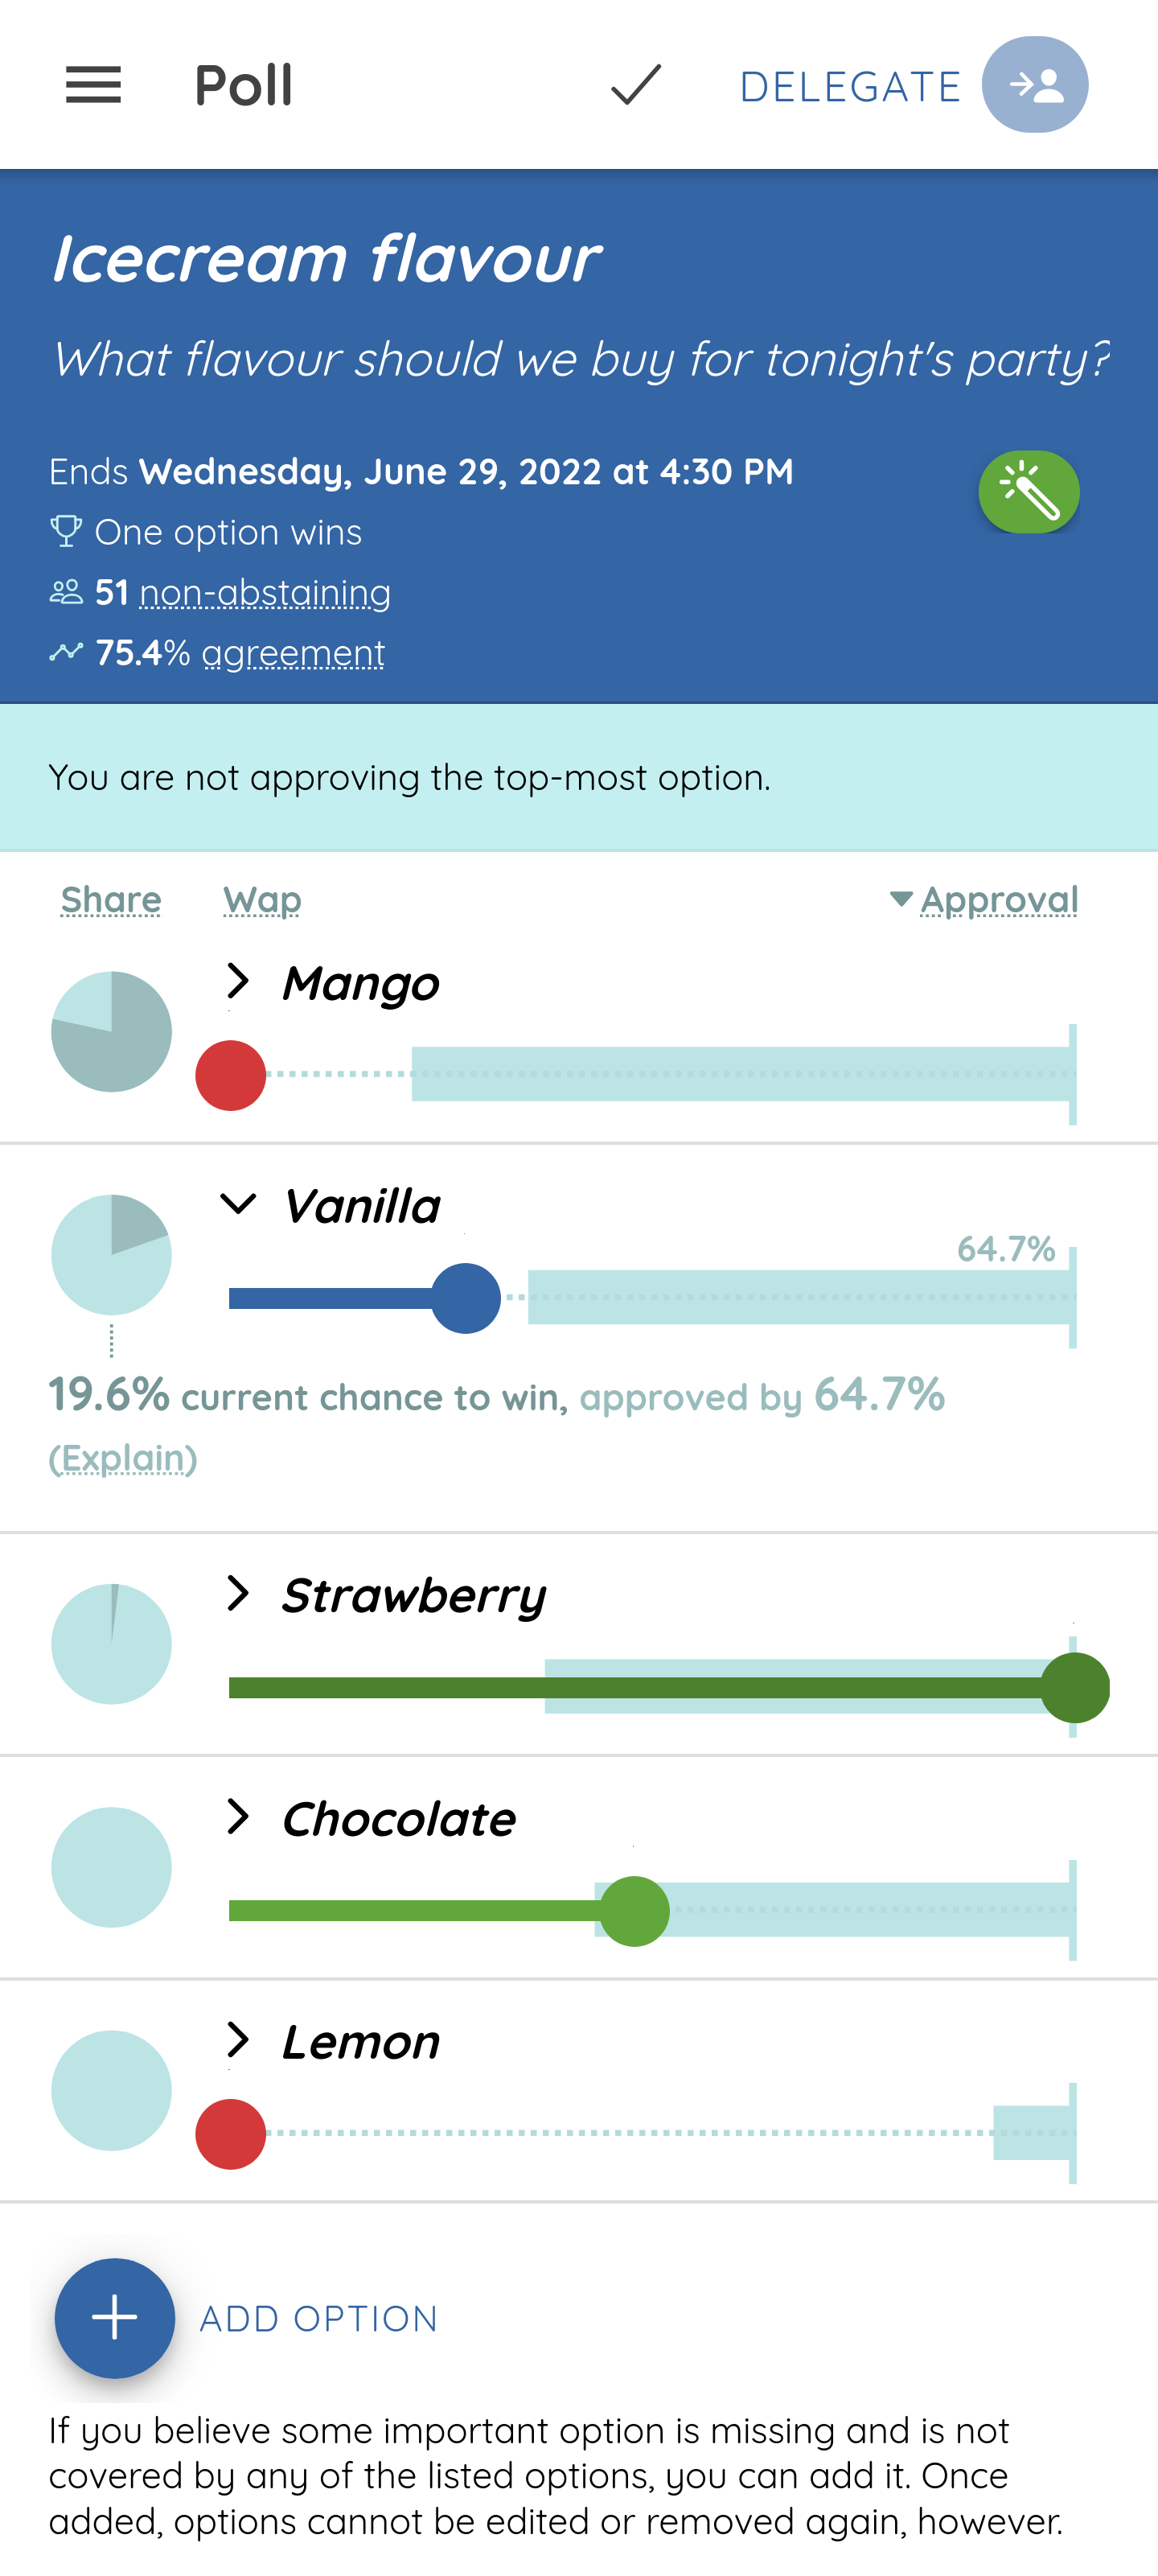 Poll
DELEGATE
Icecream flavour
What flavour should we buy for tonight's party?
Ends Wednesday, June 29, 2022 at 4:30 PM
One option wins
51 non-abstaining
75.4% agreement
You are not approving the top-most option.
Share Wap Approval
Mango
Vanilla
64.7%
19.6% current chance to win, approved by 64.7%
(Explain)
Strawberry
Chocolate
Lemon
ADD OPTION
If you believe some important option is missing and is not
covered by any of the listed options, you can add it. Once
added, options cannot be edited or removed again, however.